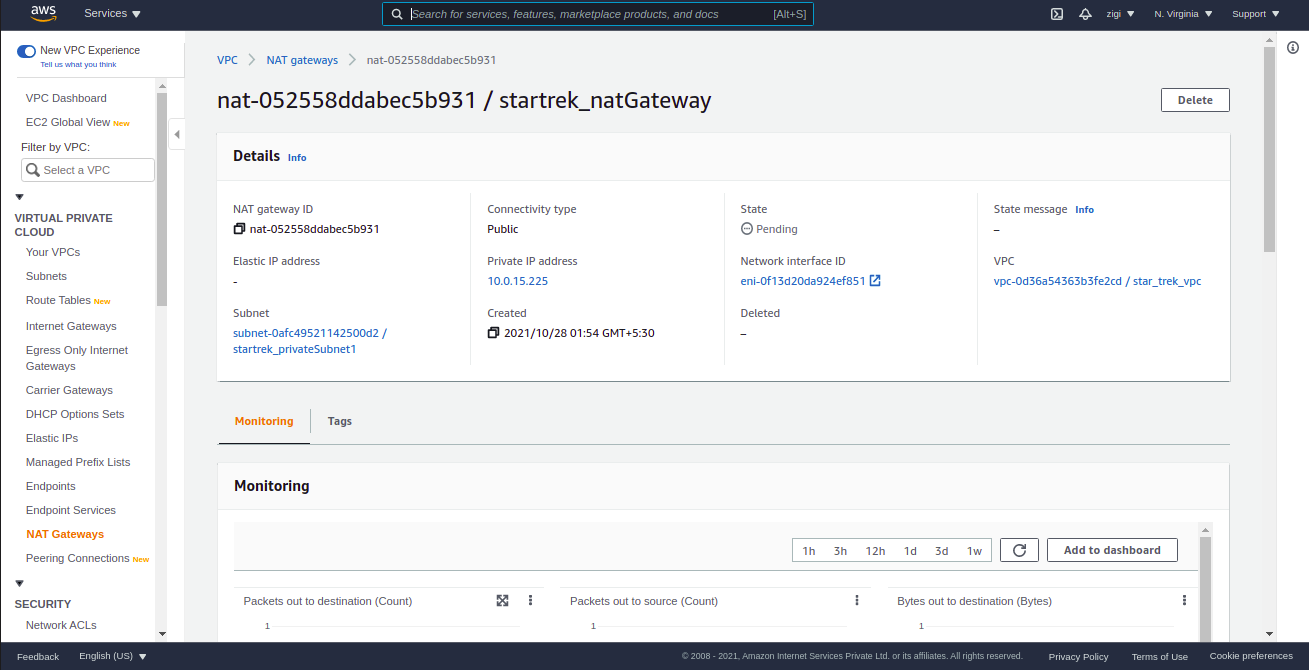 aws
Services
Search for services, features, marketplace products, and docs [Alt+S]
zigi
N. Virginia
Support
New VPC Experience
Tell us what you think
VPC Dashboard
EC2 Global View New
Filter by VPC:
Select a VPC
VIRTUAL PRIVATE
CLOUD
Your VPCs
Subnets
Route Tables New
Internet Gateways
Egress Only Internet
Gateways
Carrier Gateways
DHCP Options Sets
Elastic IPs
Managed Prefix Lists
Endpoints
Endpoint Services
NAT Gateways
Peering Connections New
SECURITY
Network ACLs
VPC
NAT gateways
nat-052558ddabec5b931
nat-052558ddabec5b931 / startrek_natGateway
Delete
Details Info
NAT gateway ID
nat-052558ddabec5b931
Connectivity type
Public
State
Pending
State message Info
–
Elastic IP address
-
Private IP address
10.0.15.225
Network interface ID
eni-0f13d20da924ef851
VPC
vpc-0d36a54363b3fe2cd / star_trek_vpc
Subnet
subnet-0afc49521142500d2 /
startrek_privateSubnet1
Created
2021/10/28 01:54 GMT+5:30
Deleted
–
Monitoring
Tags
Monitoring
1h 3h 12h 1d 3d 1w
Add to dashboard
Packets out to destination (Count)
1
Packets out to source (Count)
1
Bytes out to destination (Bytes)
1
Feedback
English (US)
© 2008 - 2021, Amazon Internet Services Private Ltd. or its affiliates. All rights reserved.
Privacy Policy
Terms of Use
Cookie preferences